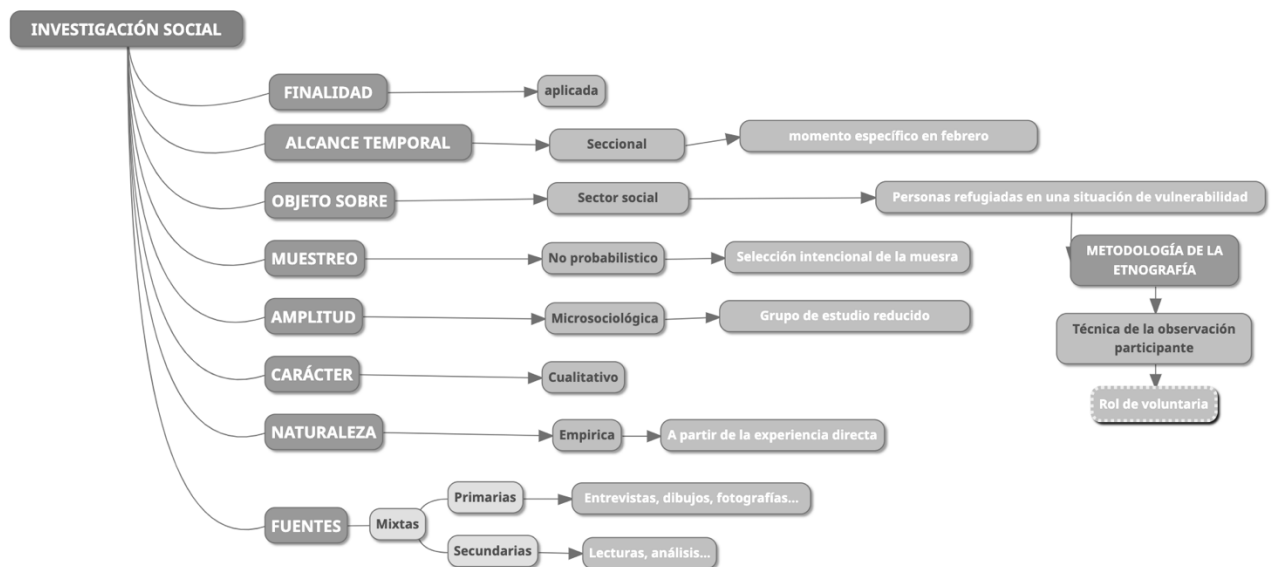 INVESTIGACIÓN SOCIAL
FINALIDAD
aplicada
ALCANCE TEMPORAL
Seccional
momento específico en febrero
OBJETO SOBRE
Sector social
Personas refugiadas en una situación de vulnerabilidad
METODOLOGÍA DE LA
ETNOGRAFÍA
Técnica de la observación
participante
Rol de voluntaria
MUESTREO
No probabilistico
Selección intencional de la muesra
AMPLITUD
Microsociológica
Grupo de estudio reducido
CARÁCTER
Cualitativo
NATURALEZA
Empirica
A partir de la experiencia directa
FUENTES
Mixtas
Primarias
Entrevistas, dibujos, fotografías...
Secundarias
Lecturas, análisis...